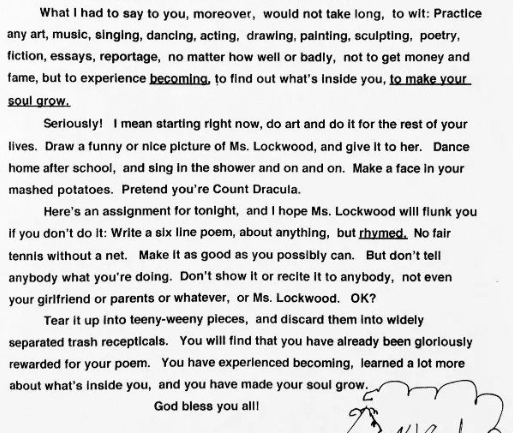 What I had to say to you, moreover, would not take long, to wit: Practice
any art, music, singing, dancing, acting, drawing, painting, sculpting, poetry,
fiction, essays, reportage, no matter how well or badly, not to get money and
fame, but to experience becoming, to find out what's inside you, to make your
soul grow.
Seriously! I mean starting right now, do art and do it for the rest of your
lives. Draw a funny or nice picture of Ms. Lockwood, and give it to her. Dance
home after school, and sing in the shower and on and on. Make a face in your
mashed potatoes. Pretend you're Count Dracula.
Here's an assignment for tonight, and I hope Ms. Lockwood will flunk you
if you don't do it: Write a six line poem, about anything, but rhymed. No fair
tennis without a net. Make it as good as you possibly can. But don't tell
anybody what you're doing. Don't show it or recite it to anybody, not even
your girlfriend or parents or whatever, or Ms. Lockwood. OK?
Tear it up into teeny-weeny pieces, and discard them into widely
separated trash recepticals. You will find that you have already been gloriously
rewarded for your poem. You have experienced becoming, learned a lot more
about what's inside you, and you have made your soul grow.
God bless you all!